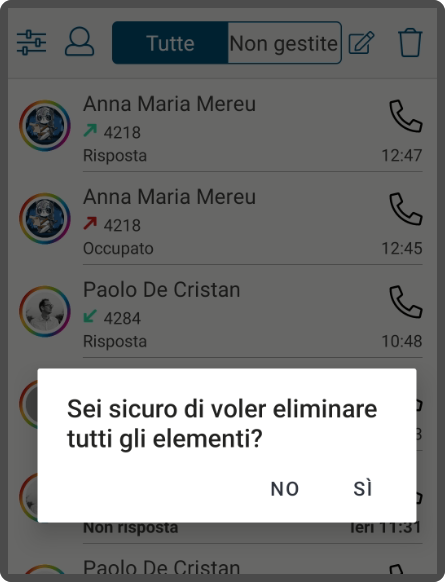 Tutte
Non gestite
Anna Maria Mereu
4218
Risposta
12:47
Anna Maria Mereu
4218
Occupato
12:45
Paolo De Cristan
4284
Risposta
10:48
Sei sicuro di voler eliminare
tutti gli elementi?
NO
SÌ
Non risposta
Ieri 11:31
Paolo De Cristan